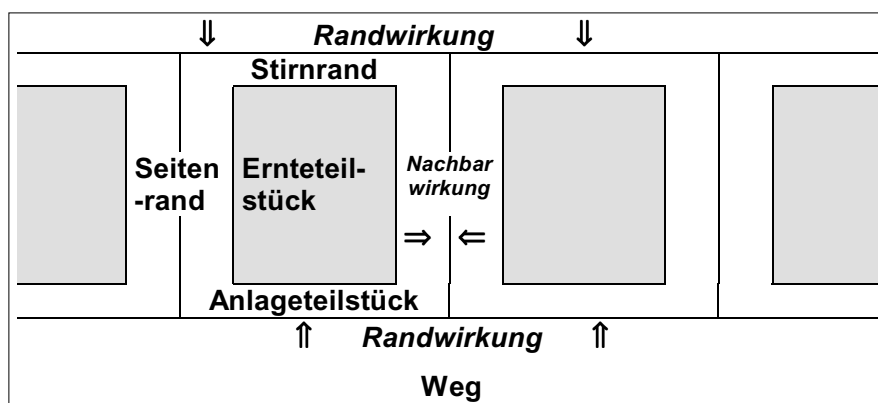 ⇓ Randwirkung ⇓
Stirnrand
Seiten
-rand
Ernteteil-
stück
Nachbar
wirkung
⇒ ⇐
Anlageteilstück
⇑ Randwirkung ⇑
Weg